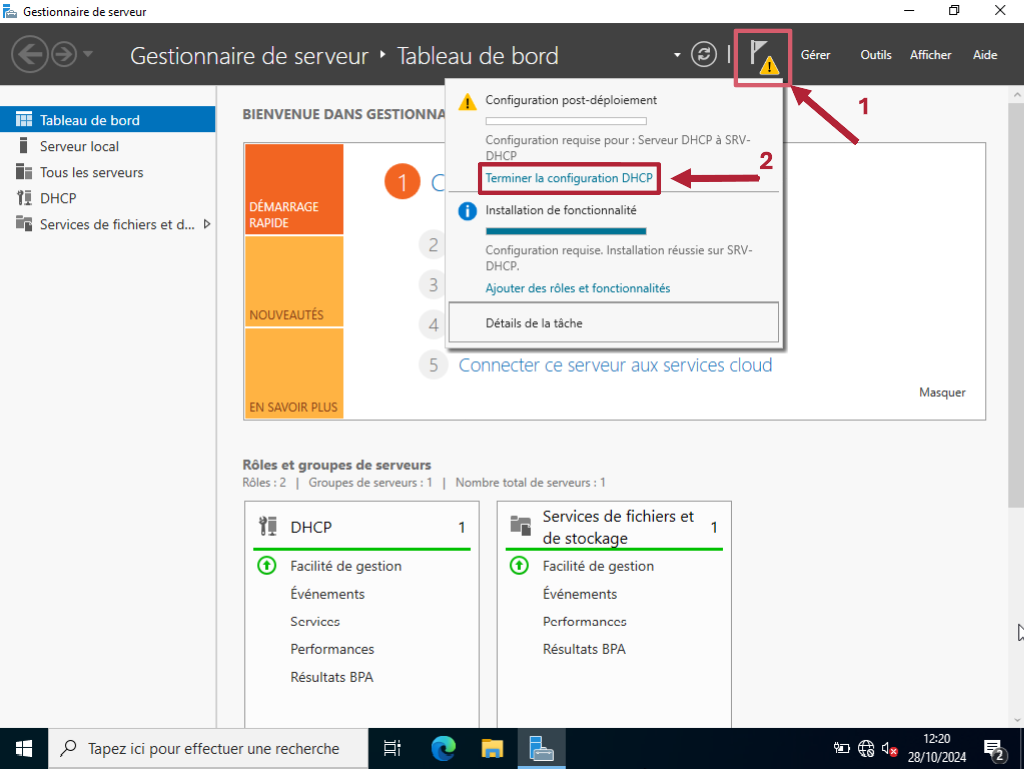 Gestionnaire de serveur
Gestionnaire de serveur ‣ Tableau de bord
Gérer
Outils
Afficher
Aide
1
Tableau de bord
Serveur local
Tous les serveurs
DHCP
Services de fichiers et d...
BIENVENUE DANS GESTIONNA
Configuration post-déploiement
Configuration requise pour : Serveur DHCP à SRV-
DHCP
Terminer la configuration DHCP
2
Installation de fonctionnalité
Configuration requise. Installation réussie sur SRV-
DHCP.
Ajouter des rôles et fonctionnalités
Détails de la tâche
DÉMARRAGE
RAPIDE
NOUVEAUTÉS
EN SAVOIR PLUS
1 C
2
3
4
5 Connecter ce serveur aux services cloud
Masquer
Rôles et groupes de serveurs
Rôles : 2 | Groupes de serveurs : 1 | Nombre total de serveurs : 1
DHCP 1
Facilité de gestion
Événements
Services
Performances
Résultats BPA
Services de fichiers et
de stockage 1
Facilité de gestion
Événements
Performances
Résultats BPA
Tapez ici pour effectuer une recherche
12:20
28/10/2024
2